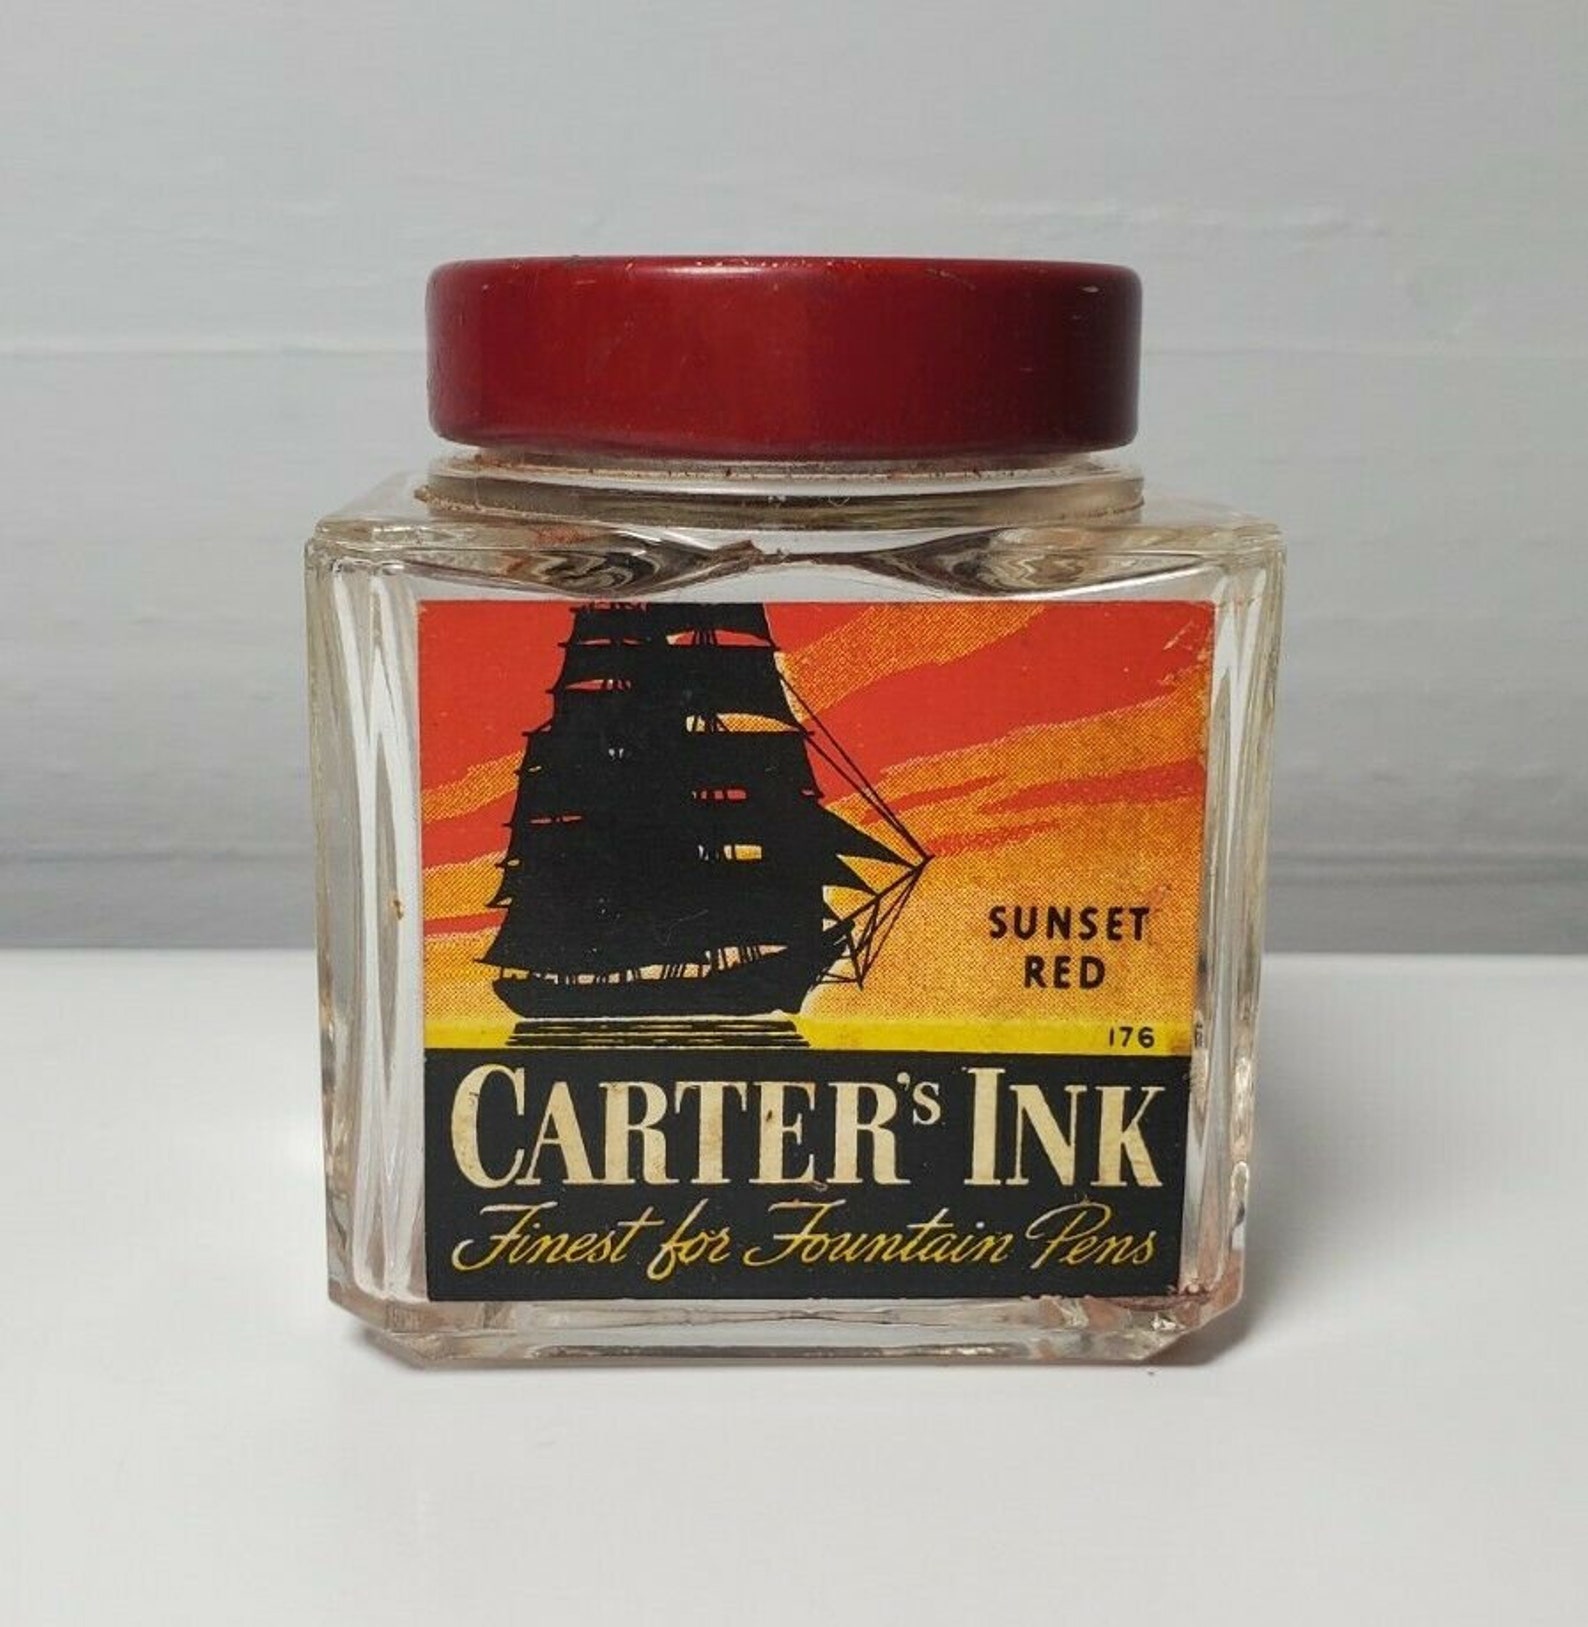 SUNSET
RED
176
CARTER'S INK
Finest for Fountain Pens